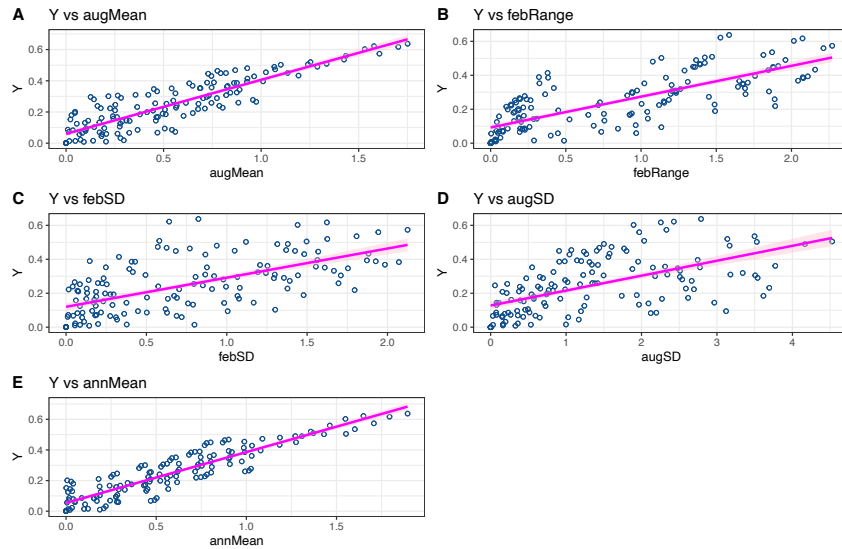 A
Y vs augMean
Y
0.6
0.4
0.2
0.0
0.0 0.5 1.0 1.5
augMean
B
Y vs febRange
Y
0.6
0.4
0.2
0.0
0.0 0.5 1.0 1.5 2.0
febRange
C
Y vs febSD
Y
0.6
0.4
0.2
0.0
0.0 0.5 1.0 1.5 2.0
febSD
D
Y vs augSD
Y
0.6
0.4
0.2
0.0
0 1 2 3 4
augSD
E
Y vs annMean
Y
0.6
0.4
0.2
0.0
0.0 0.5 1.0 1.5
annMean